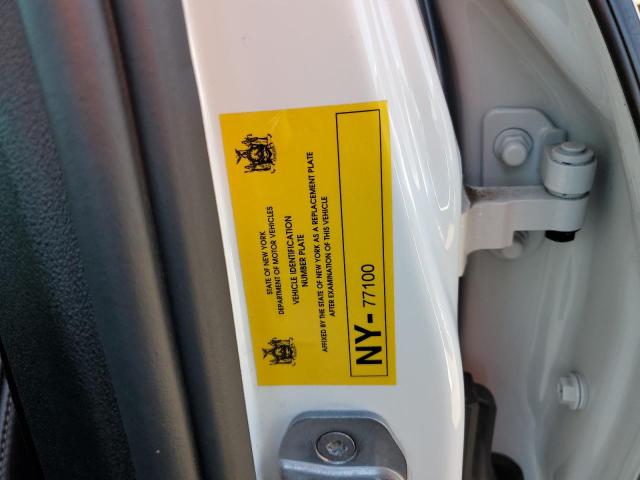 STATE OF NEW YORK
DEPARTMENT OF MOTOR VEHICLES
VEHICLE IDENTIFICATION
NUMBER PLATE
AFFIXED BY THE STATE OF NEW YORK AS A REPLACEMENT PLATE
AFTER EXAMINATION OF THIS VEHICLE
NY- 77100